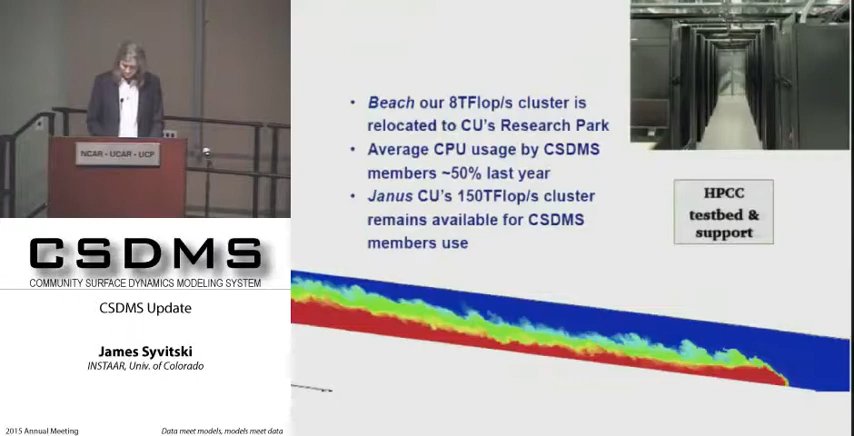 NCAR - UCAR - UCP
CSDMS
COMMUNITY SURFACE DYNAMICS MODELING SYSTEM
CSDMS Update
James Syvitski
INSTAAR, Univ. of Colorado
2015 Annual Meeting
Data meet models, models meet data
• Beach our 8TFlop/s cluster is
relocated to CU's Research Park
• Average CPU usage by CSDMS
members ~50% last year
• Janus CU's 150TFlop/s cluster
remains available for CSDMS
members use
HPCC
testbed &
support